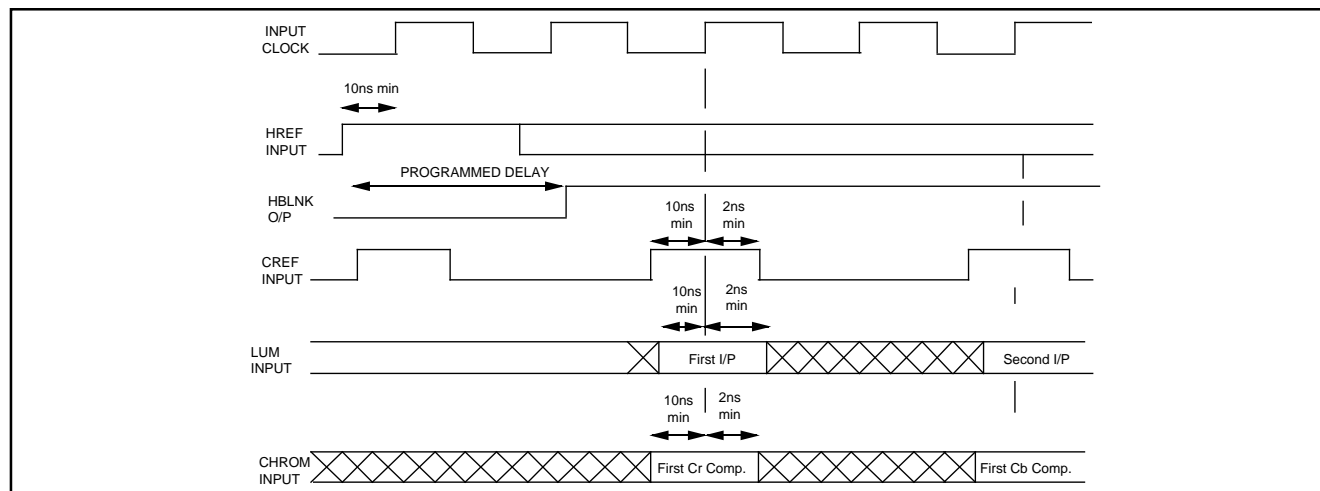 INPUT
CLOCK
10ns min
HREF
INPUT
PROGRAMMED DELAY
HBLNK
O/P
10ns
min
2ns
min
CREF
INPUT
10ns
min
2ns
min
LUM
INPUT
First I/P
Second I/P
10ns
min
2ns
min
CHROM
INPUT
First Cr Comp.
First Cb Comp.